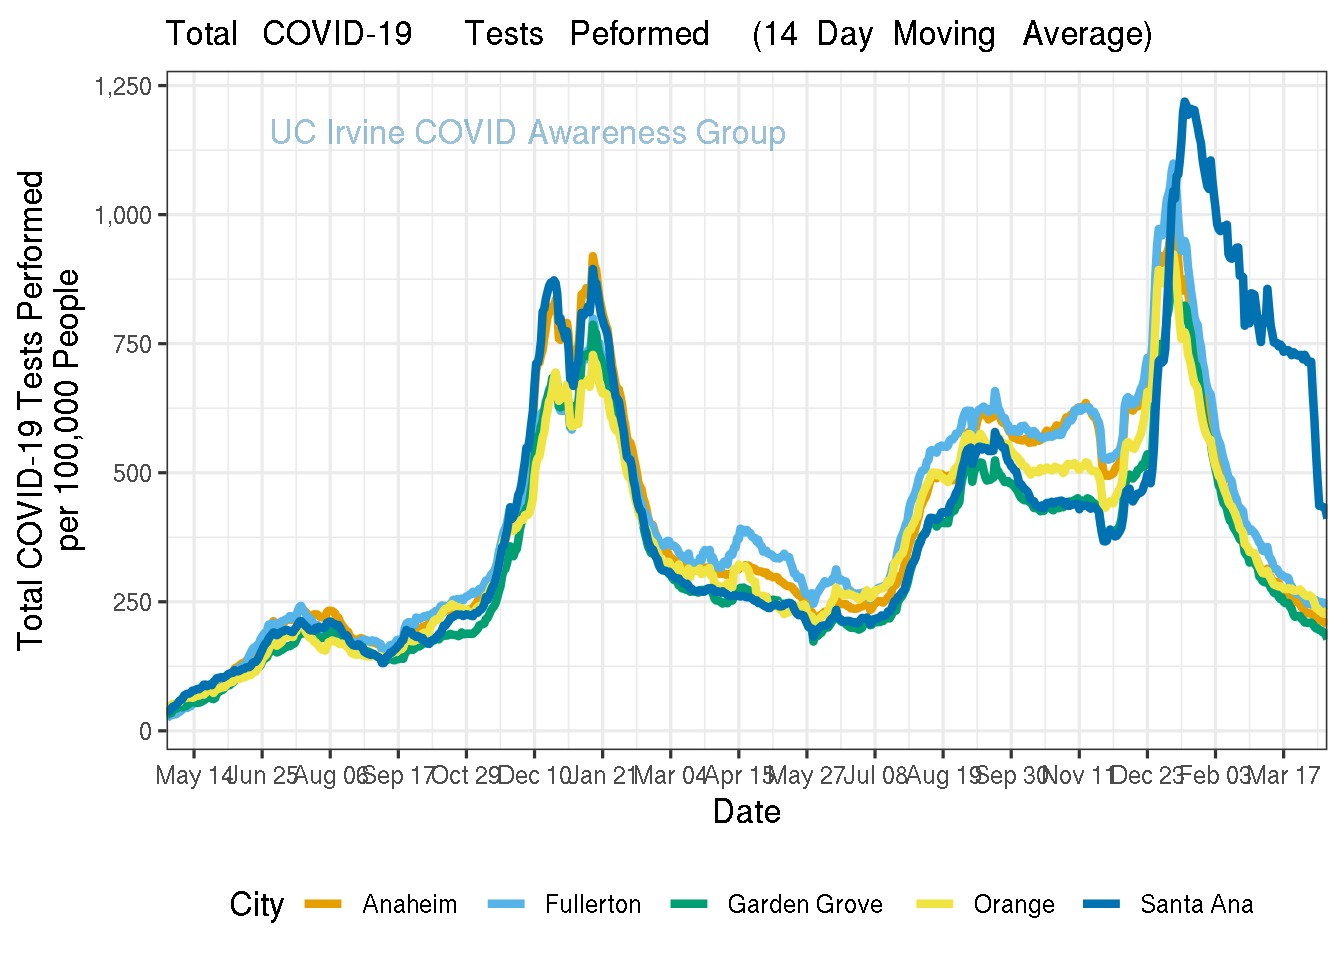 Total COVID-19 Tests Peformed (14 Day Moving Average)
UC Irvine COVID Awareness Group
Total COVID-19 Tests Performed
per 100,000 People
1,250
1,000
750
500
250
0
May 14 Jun 25 Aug 06 Sep 17 Oct 29 Dec 10 Jan 21 Mar 04 Apr 15 May 27 Jul 08 Aug 19 Sep 30 Nov 11 Dec 23 Feb 03 Mar 17
Date
City Anaheim Fullerton Garden Grove Orange Santa Ana